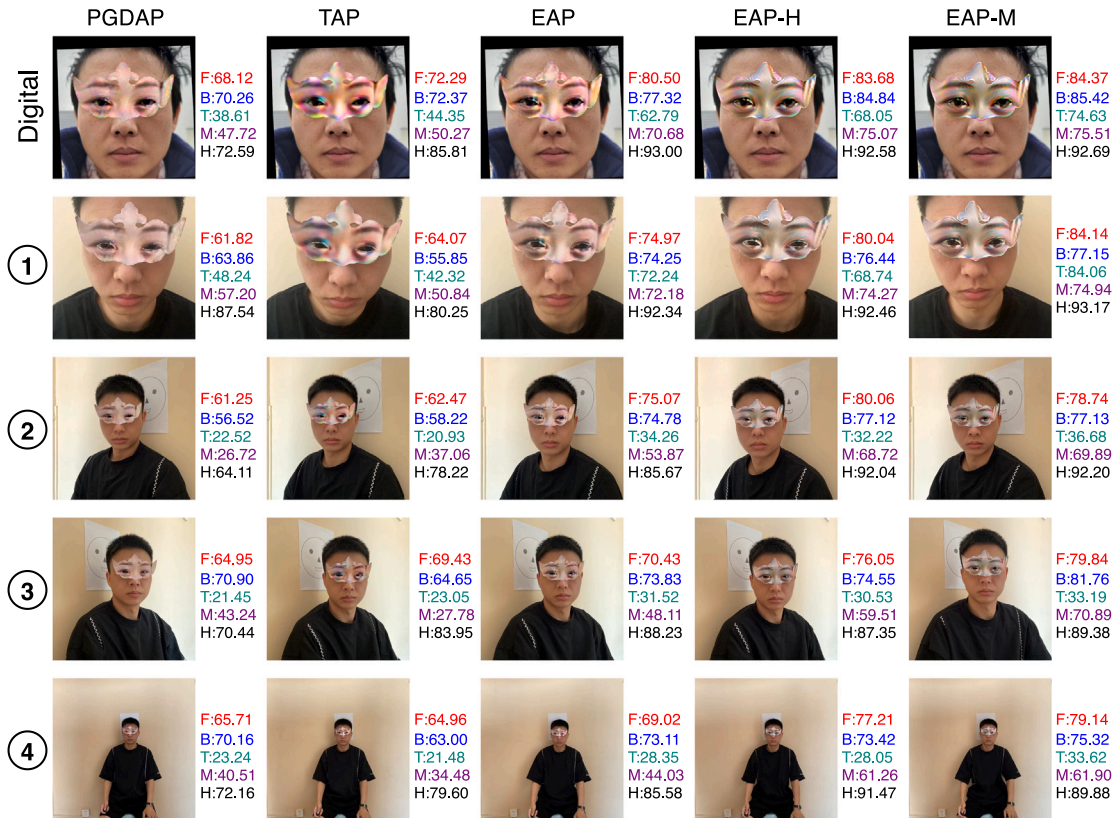 PGDAP TAP EAP EAP-H EAP-M
Digital
F:68.12
B:70.26
T:38.61
M:47.72
H:72.59
F:72.29
B:72.37
T:44.35
M:50.27
H:85.81
F:80.50
B:77.32
T:62.79
M:70.68
H:93.00
F:83.68
B:84.84
T:68.05
M:75.07
H:92.58
F:84.37
B:85.42
T:74.63
M:75.51
H:92.69
1
F:61.82
B:63.86
T:48.24
M:57.20
H:87.54
F:64.07
B:55.85
T:42.32
M:50.84
H:80.25
F:74.97
B:74.25
T:72.24
M:72.18
H:92.34
F:80.04
B:76.44
T:68.74
M:74.27
H:92.46
F:84.14
B:77.15
T:84.06
M:74.94
H:93.17
2
F:61.25
B:56.52
T:22.52
M:26.72
H:64.11
F:62.47
B:58.22
T:20.93
M:37.06
H:78.22
F:75.07
B:74.78
T:34.26
M:53.87
H:85.67
F:80.06
B:77.12
T:32.22
M:68.72
H:92.04
F:78.74
B:77.13
T:36.68
M:69.89
H:92.20
3
F:64.95
B:70.90
T:21.45
M:43.24
H:70.44
F:69.43
B:64.65
T:23.05
M:27.78
H:83.95
F:70.43
B:73.83
T:31.52
M:48.11
H:88.23
F:76.05
B:74.55
T:30.53
M:59.51
H:87.35
F:79.84
B:81.76
T:33.19
M:70.89
H:89.38
4
F:65.71
B:70.16
T:23.24
M:40.51
H:72.16
F:64.96
B:63.00
T:21.48
M:34.48
H:79.60
F:69.02
B:73.11
T:28.35
M:44.03
H:85.58
F:77.21
B:73.42
T:28.05
M:61.26
H:91.47
F:79.14
B:75.32
T:33.62
M:61.90
H:89.88